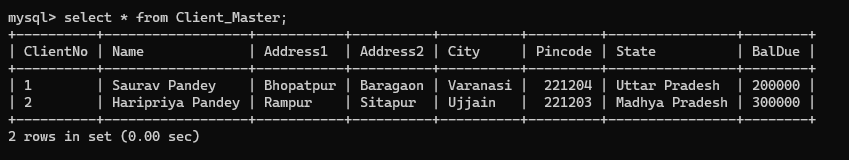 mysql> select * from Client_Master;
+----------+-----------------+-----------+----------+----------+---------+----------------+--------+
| ClientNo | Name            | Address1  | Address2 | City     | Pincode | State          | BalDue |
+----------+-----------------+-----------+----------+----------+---------+----------------+--------+
| 1        | Saurav Pandey   | Bhopatpur | Baragaon | Varanasi |  221204 | Uttar Pradesh  | 200000 |
| 2        | Haripriya Pandey | Rampur    | Sitapur  | Ujjain   |  221203 | Madhya Pradesh | 300000 |
+----------+-----------------+-----------+----------+----------+---------+----------------+--------+
2 rows in set (0.00 sec)